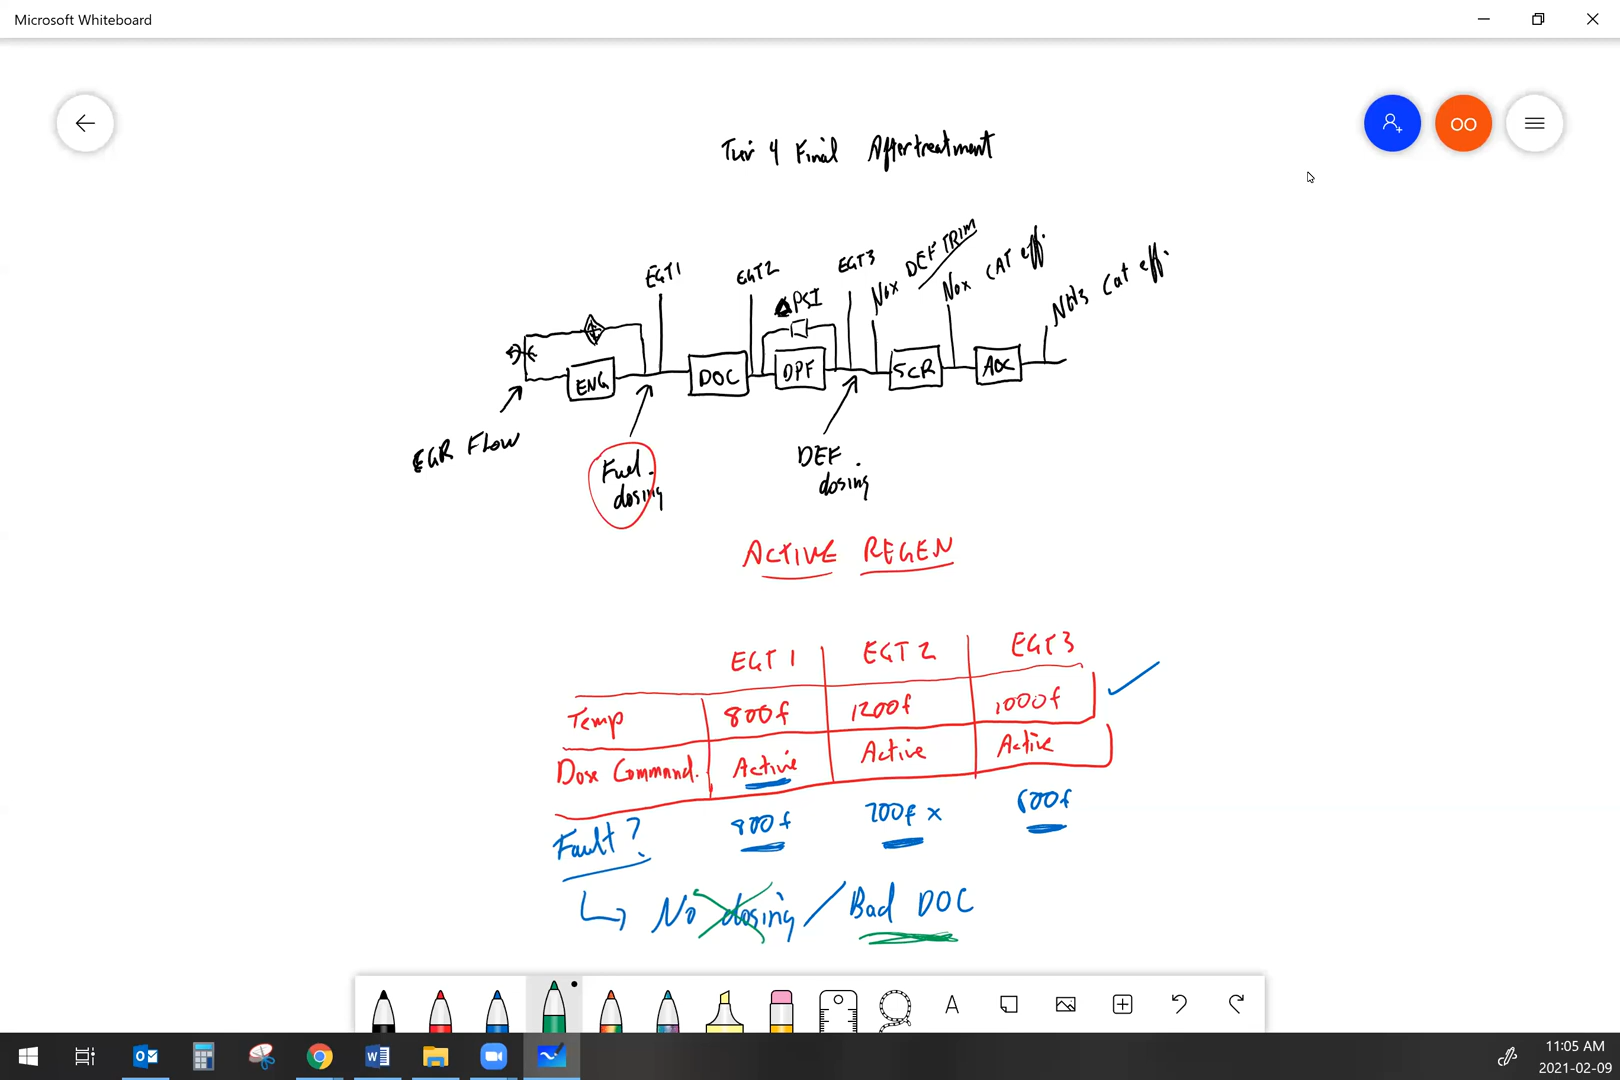 Microsoft Whiteboard
OO
Tier 4 Final Aftertreatment
EGT1
EGT2
EGT3
NOx DEF TRIM
NOx CAT eff.
NH3 Cat eff.
ΔPSI
ENG
DOC
DPF
SCR
AOC
EGR Flow
Fuel dosing
DEF dosing
ACTIVE REGEN
EGT 1 EGT 2 EGT 3
Temp 800f 1200f 1000f
Dose Command. Active Active Active
Fault? 800f 700f x 600f
No dosing / Bad DOC
A
11:05 AM
2021-02-09